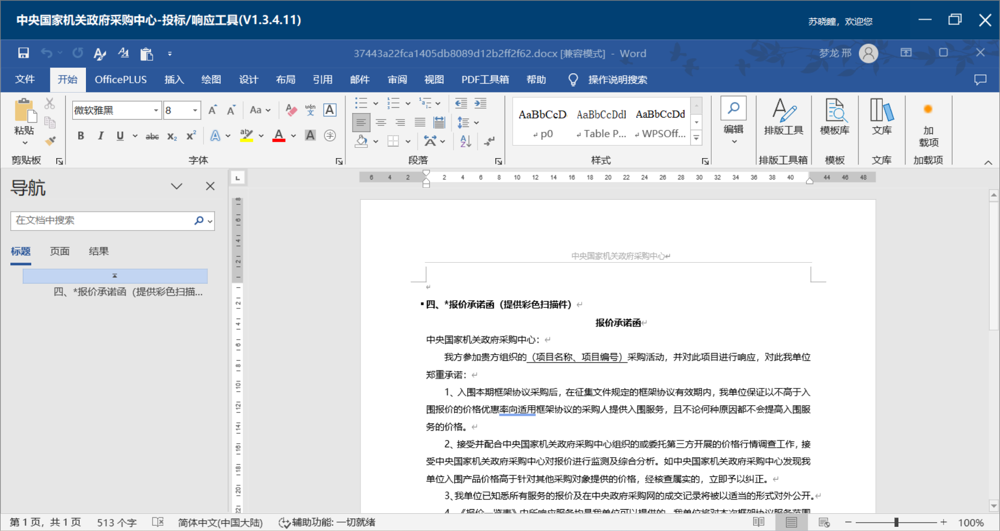 中央国家机关政府采购中心-投标/响应工具(V1.3.4.11)
苏晓瞳，欢迎您
37443a22fca1405db8089d12b2ff2f62.docx [兼容模式] - Word
梦龙 邢
文件 开始 OfficePLUS 插入 绘图 设计 布局 引用 邮件 审阅 视图 PDF工具箱 帮助 操作说明搜索
粘贴
剪贴板
微软雅黑 8
字体
段落
AaBbCcD AaBbCcDdI AaBbCcDd
p0 Table P... WPSOff...
样式
编辑
排版工具
排版工具箱
模板库
模板
文库
文库
加载项
加载项
导航
在文档中搜索
标题 页面 结果
四、*报价承诺函（提供彩色扫描...
6 4 2 2 4 6 8 10 12 14 16 18 20 22 24 26 28 30 32 34 36 38 40 44 46 48
中央国家机关政府采购中心
四、*报价承诺函（提供彩色扫描件）
报价承诺函
中央国家机关政府采购中心：
我方参加贵方组织的（项目名称、项目编号）采购活动，并对此项目进行响应，对此我单位
郑重承诺：
1、入围本期框架协议采购后，在征集文件规定的框架协议有效期内，我单位保证以不高于入
围报价的价格优惠率向适用框架协议的采购人提供入围服务，且不论何种原因都不会提高入围服
务的价格。
2、接受并配合中央国家机关政府采购中心组织的或委托第三方开展的价格行情调查工作，接
受中央国家机关政府采购中心对报价进行监测及综合分析。如中央国家机关政府采购中心发现我
单位入围产品价格高于针对其他采购对象提供的价格，经核查属实的，立即予以纠正。
3、我单位已知悉所有服务的报价及在中央政府采购网的成交记录将被以适当的形式对外公开。
4、《报价一览表》中所响应服务均是我单位可以提供的，我单位将对本次框架协议服务范围
第 1 页，共 1 页 513 个字 简体中文(中国大陆) 辅助功能: 一切就绪
100%